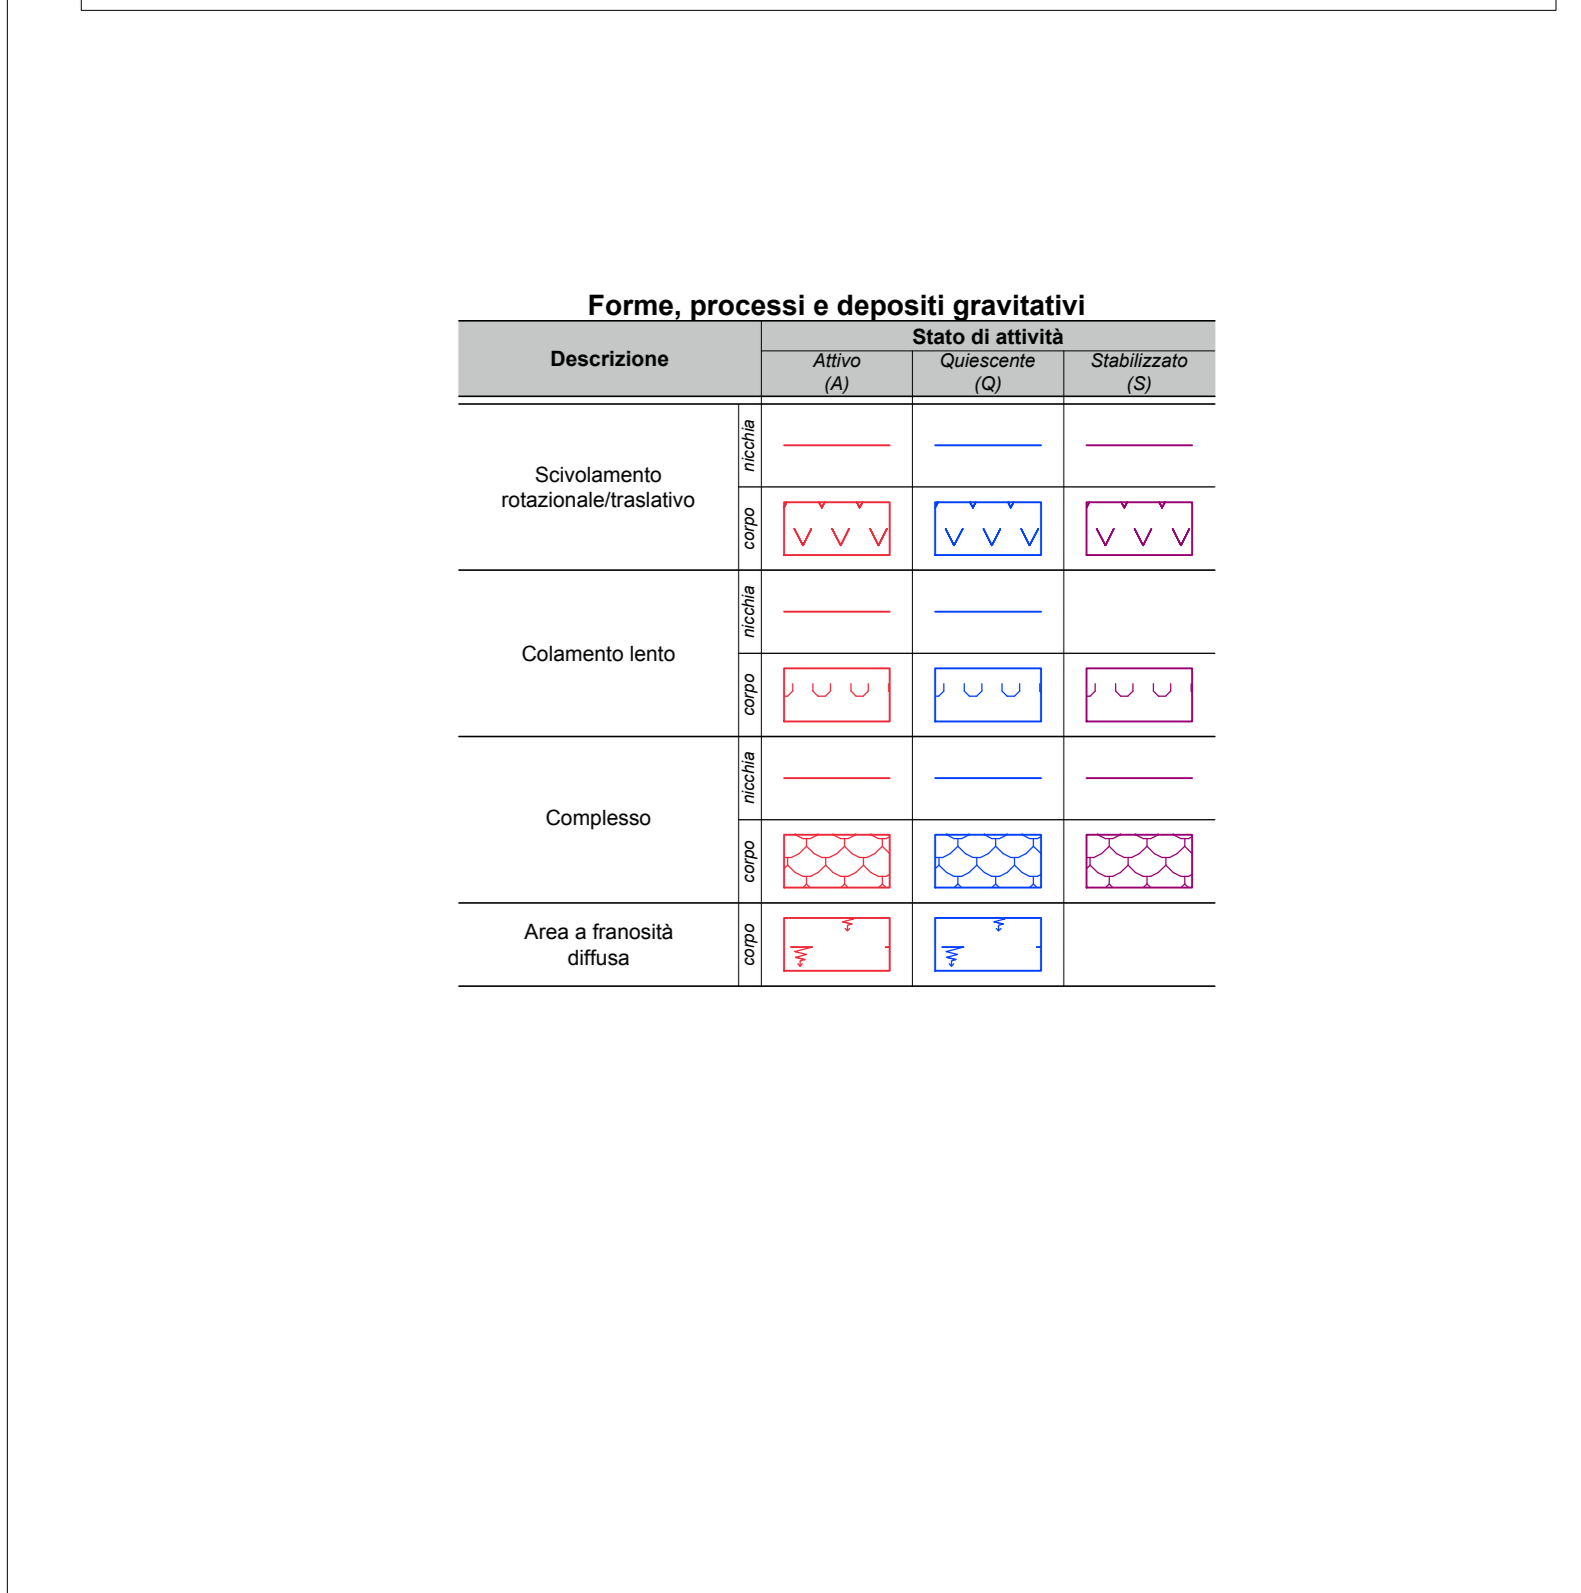 Forme, processi e depositi gravitativi
Descrizione
Stato di attività
Attivo
(A)
Quiescente
(Q)
Stabilizzato
(S)
Scivolamento
rotazionale/traslativo
nicchia
corpo
Colamento lento
nicchia
corpo
Complesso
nicchia
corpo
Area a franosità
diffusa
corpo